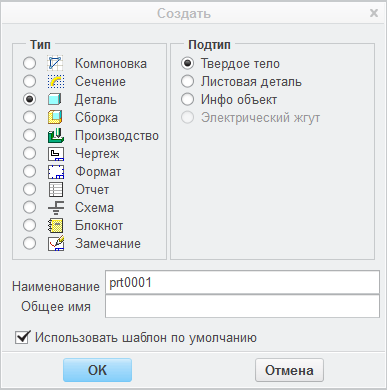 Создать
Тип
Компоновка
Сечение
Деталь
Сборка
Производство
Чертеж
Формат
Отчет
Схема
Блокнот
Замечание
Подтип
Твердое тело
Листовая деталь
Инфо объект
Электрический жгут
Наименование prt0001
Общее имя
Использовать шаблон по умолчанию
OK Отмена